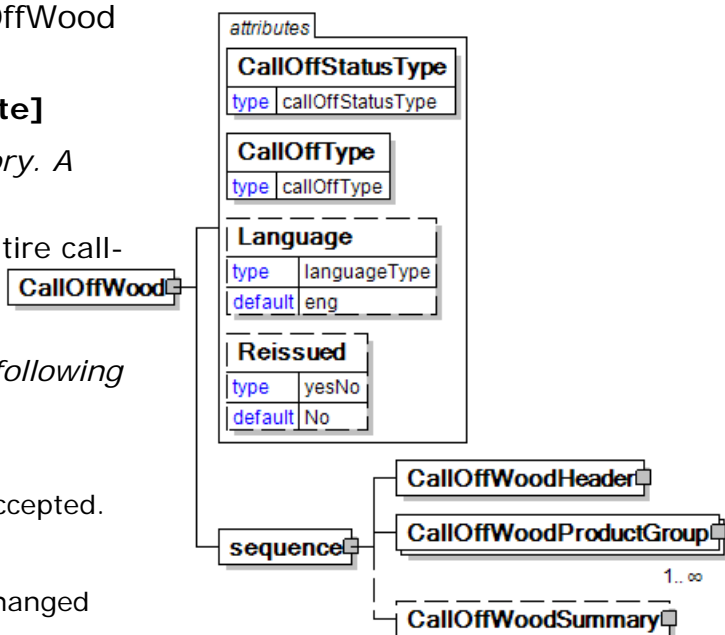 OffWood
te]
ory. A
tire call-
following
ccepted.
hanged
CallOffWood
attributes
CallOffStatusType
type callOffStatusType
CallOffType
type callOffType
Language
type languageType
default eng
Reissued
type yesNo
default No
sequence
CallOffWoodHeader
CallOffWoodProductGroup
1.. ∞
CallOffWoodSummary